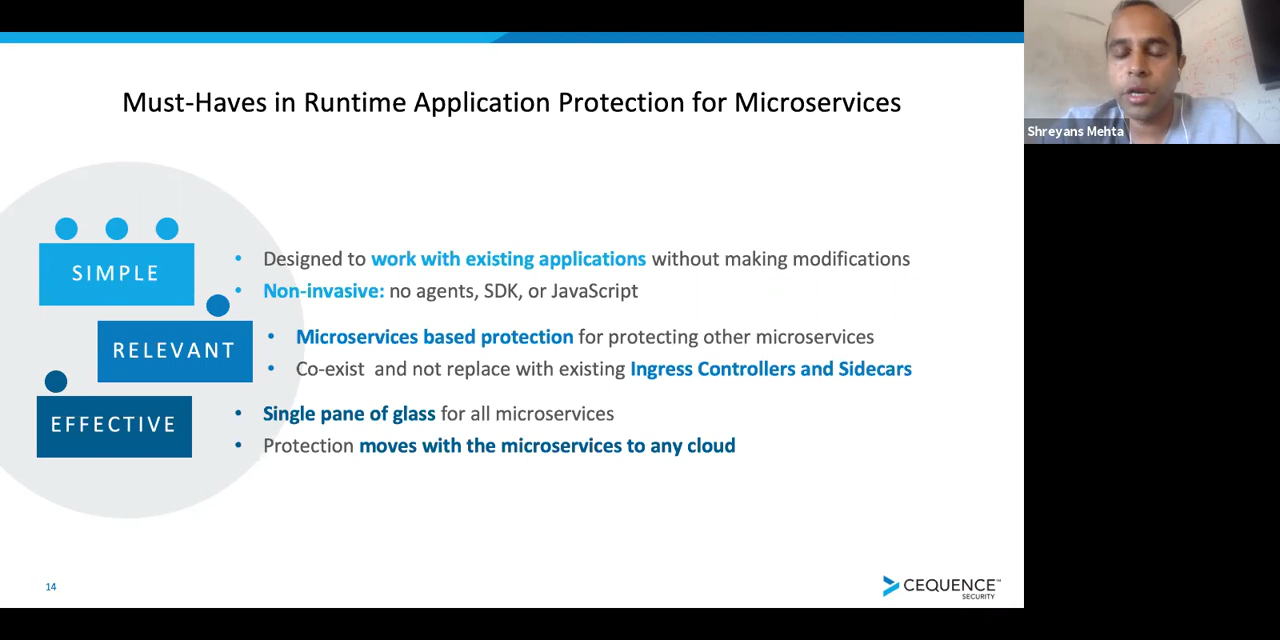 Must-Haves in Runtime Application Protection for Microservices
Shreyans Mehta
SIMPLE
• Designed to work with existing applications without making modifications
• Non-invasive: no agents, SDK, or JavaScript
RELEVANT
• Microservices based protection for protecting other microservices
• Co-exist and not replace with existing Ingress Controllers and Sidecars
EFFECTIVE
• Single pane of glass for all microservices
• Protection moves with the microservices to any cloud
14
CEQUENCE™
SECURITY